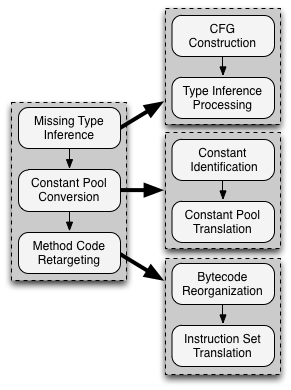 Missing Type
Inference
Constant Pool
Conversion
Method Code
Retargeting
CFG
Construction
Type Inference
Processing
Constant
Identification
Constant Pool
Translation
Bytecode
Reorganization
Instruction Set
Translation